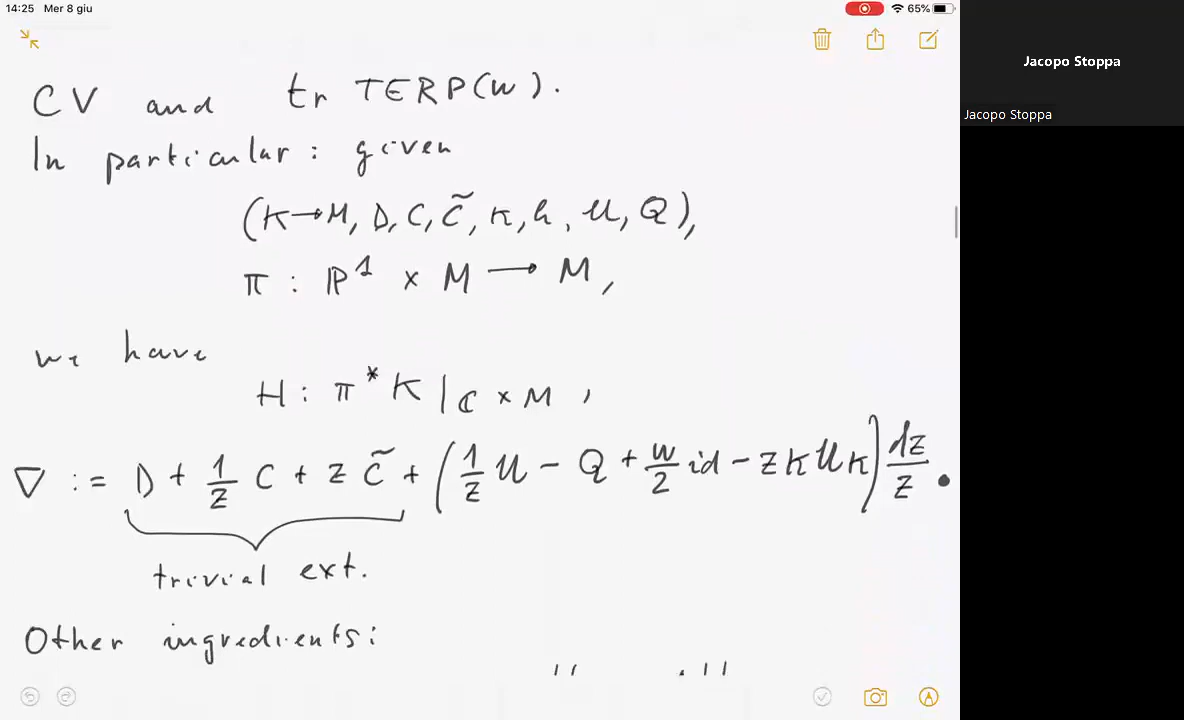 14:25 Mer 8 giu 65%
CV and tr TERP(w).
In particular: given
(K→M, D, C, C̃, κ, h, U, Q),
π : ℙ¹ × M → M,
we have
H : π*K|ℂ×M ,
∇ := D + 1/z C + z C̃ + (1/z U − Q + w/2 id − z κ U κ) dz/z .
trivial ext.
Other ingredients:
Jacopo Stoppa
Jacopo Stoppa